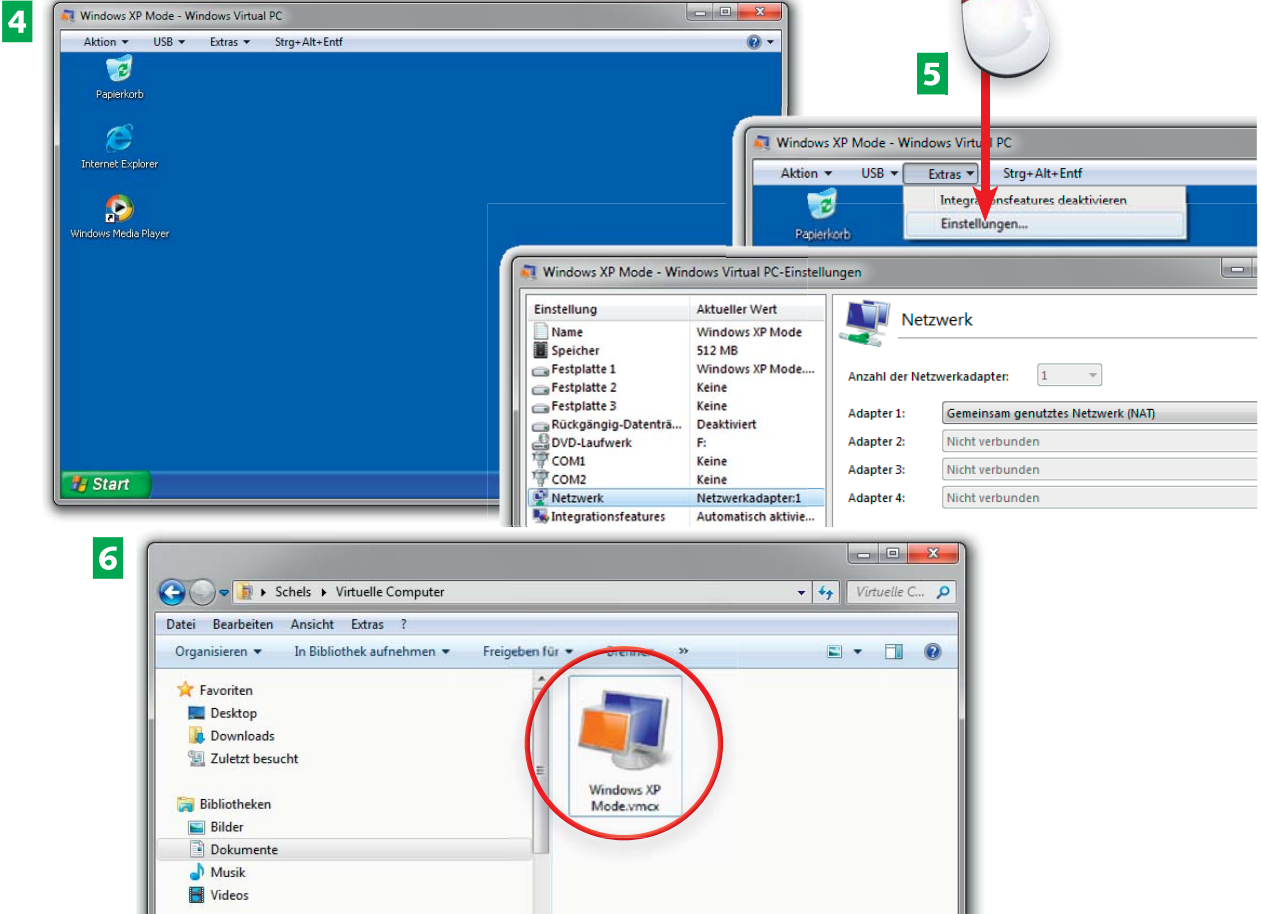 4
Windows XP Mode - Windows Virtual PC
Aktion USB Extras Strg+Alt+Entf
Papierkorb
Internet Explorer
Windows Media Player
Start
5
Windows XP Mode - Windows Virtual PC
Aktion USB Extras Strg+Alt+Entf
Integrationsfeatures deaktivieren
Einstellungen...
Papierkorb
Windows XP Mode - Windows Virtual PC-Einstellungen
Einstellung Aktueller Wert
Name Windows XP Mode
Speicher 512 MB
Festplatte 1 Windows XP Mode....
Festplatte 2 Keine
Festplatte 3 Keine
Rückgängig-Datenträ... Deaktiviert
DVD-Laufwerk F:
COM1 Keine
COM2 Keine
Netzwerk Netzwerkadapter:1
Integrationsfeatures Automatisch aktivie...
Netzwerk
Anzahl der Netzwerkadapter: 1
Adapter 1: Gemeinsam genutztes Netzwerk (NAT)
Adapter 2: Nicht verbunden
Adapter 3: Nicht verbunden
Adapter 4: Nicht verbunden
6
Schels Virtuelle Computer
Virtuelle C...
Datei Bearbeiten Ansicht Extras ?
Organisieren In Bibliothek aufnehmen Freigeben für Brennen »
Favoriten
Desktop
Downloads
Zuletzt besucht
Bibliotheken
Bilder
Dokumente
Musik
Videos
Windows XP
Mode.vmcx